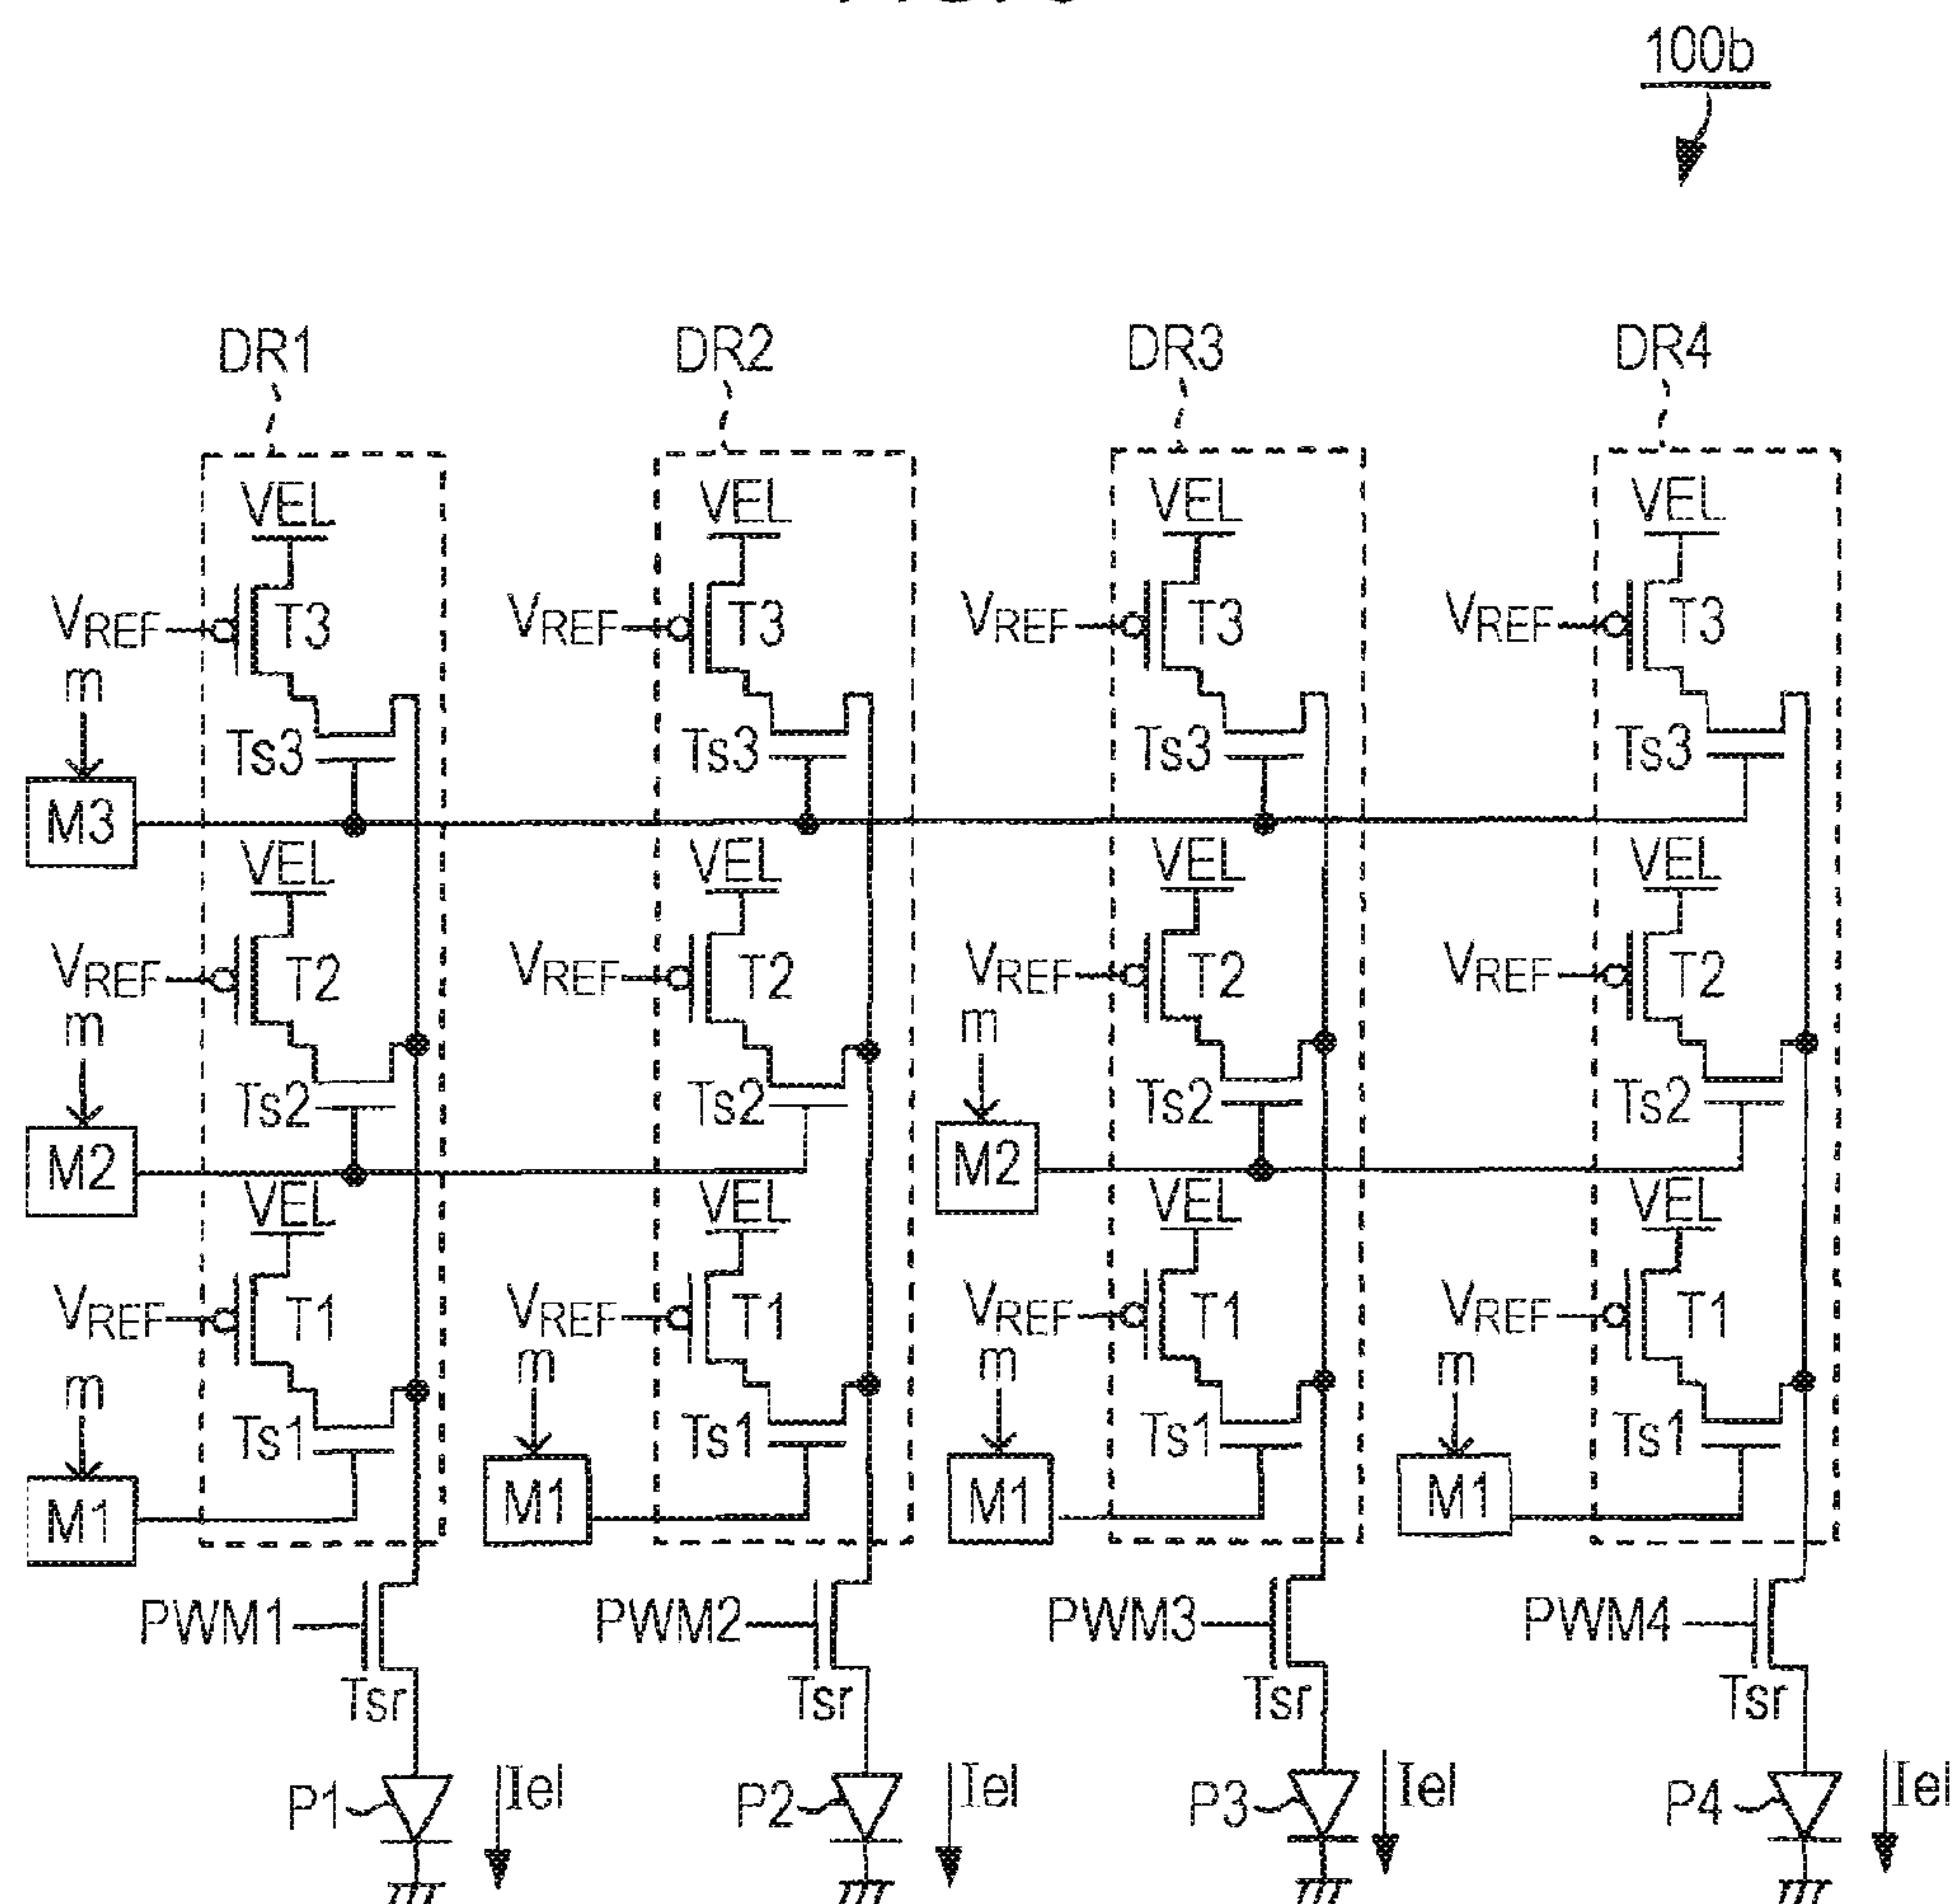 100b
DR1 DR2 DR3 DR4
VEL VEL VEL VEL
VREF T3 VREF T3 VREF T3 VREF T3
m
Ts3 Ts3 Ts3 Ts3
M3
VEL VEL VEL VEL
VREF T2 VREF T2 VREF T2 VREF T2
m m
Ts2 Ts2 Ts2 Ts2
M2 M2
VEL VEL VEL VEL
VREF T1 VREF T1 VREF T1 VREF T1
m m m m
Ts1 Ts1 Ts1 Ts1
M1 M1 M1 M1
PWM1 PWM2 PWM3 PWM4
Tsr Tsr Tsr Tsr
P1 Iel P2 Iel P3 Iel P4 Iel